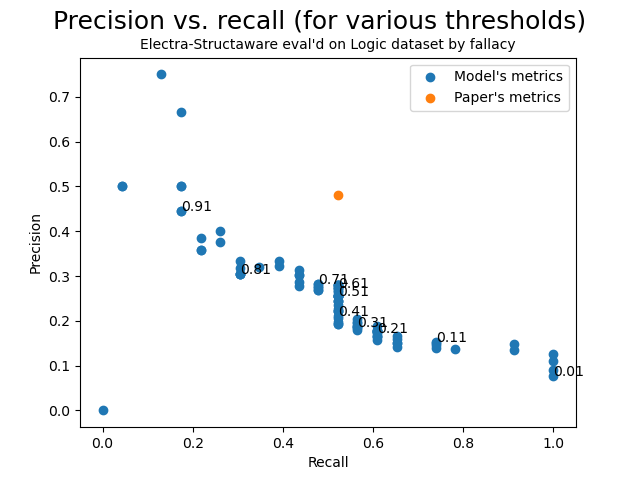 Precision vs. recall (for various thresholds)
Electra-Structaware eval'd on Logic dataset by fallacy
Model's metrics
Paper's metrics
0.7
0.6
0.5
0.4
0.3
0.2
0.1
0.0
Precision
0.91
0.81
0.71
0.61
0.51
0.41
0.31
0.21
0.11
0.01
0.0 0.2 0.4 0.6 0.8 1.0
Recall